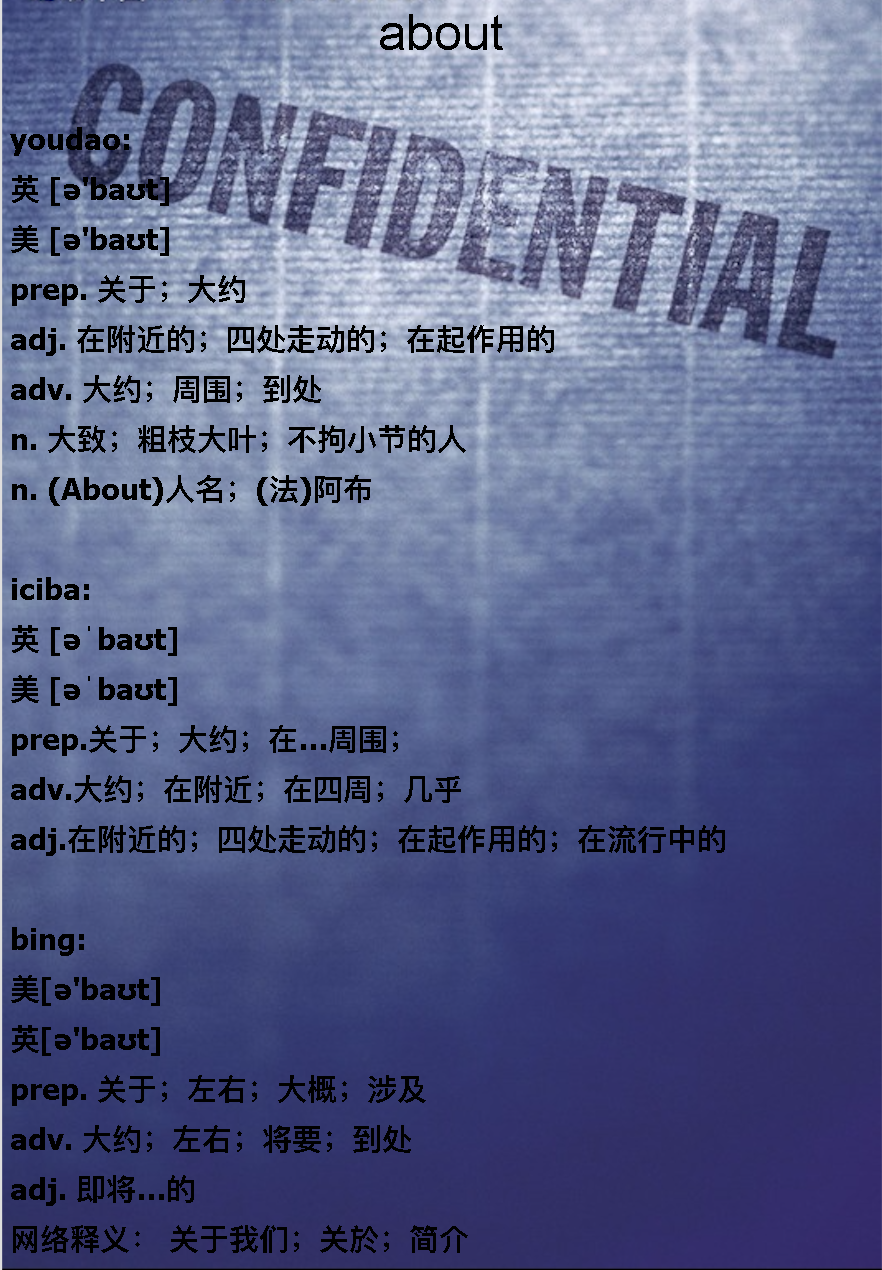 about
CONFIDENTIAL
youdao:
英 [ə'baʊt]
美 [ə'baʊt]
prep. 关于；大约
adj. 在附近的；四处走动的；在起作用的
adv. 大约；周围；到处
n. 大致；粗枝大叶；不拘小节的人
n. (About)人名；(法)阿布
iciba:
英 [əˈbaʊt]
美 [əˈbaʊt]
prep.关于；大约；在…周围；
adv.大约；在附近；在四周；几乎
adj.在附近的；四处走动的；在起作用的；在流行中的
bing:
美[ə'baʊt]
英[ə'baʊt]
prep. 关于；左右；大概；涉及
adv. 大约；左右；将要；到处
adj. 即将…的
网络释义： 关于我们；关於；简介